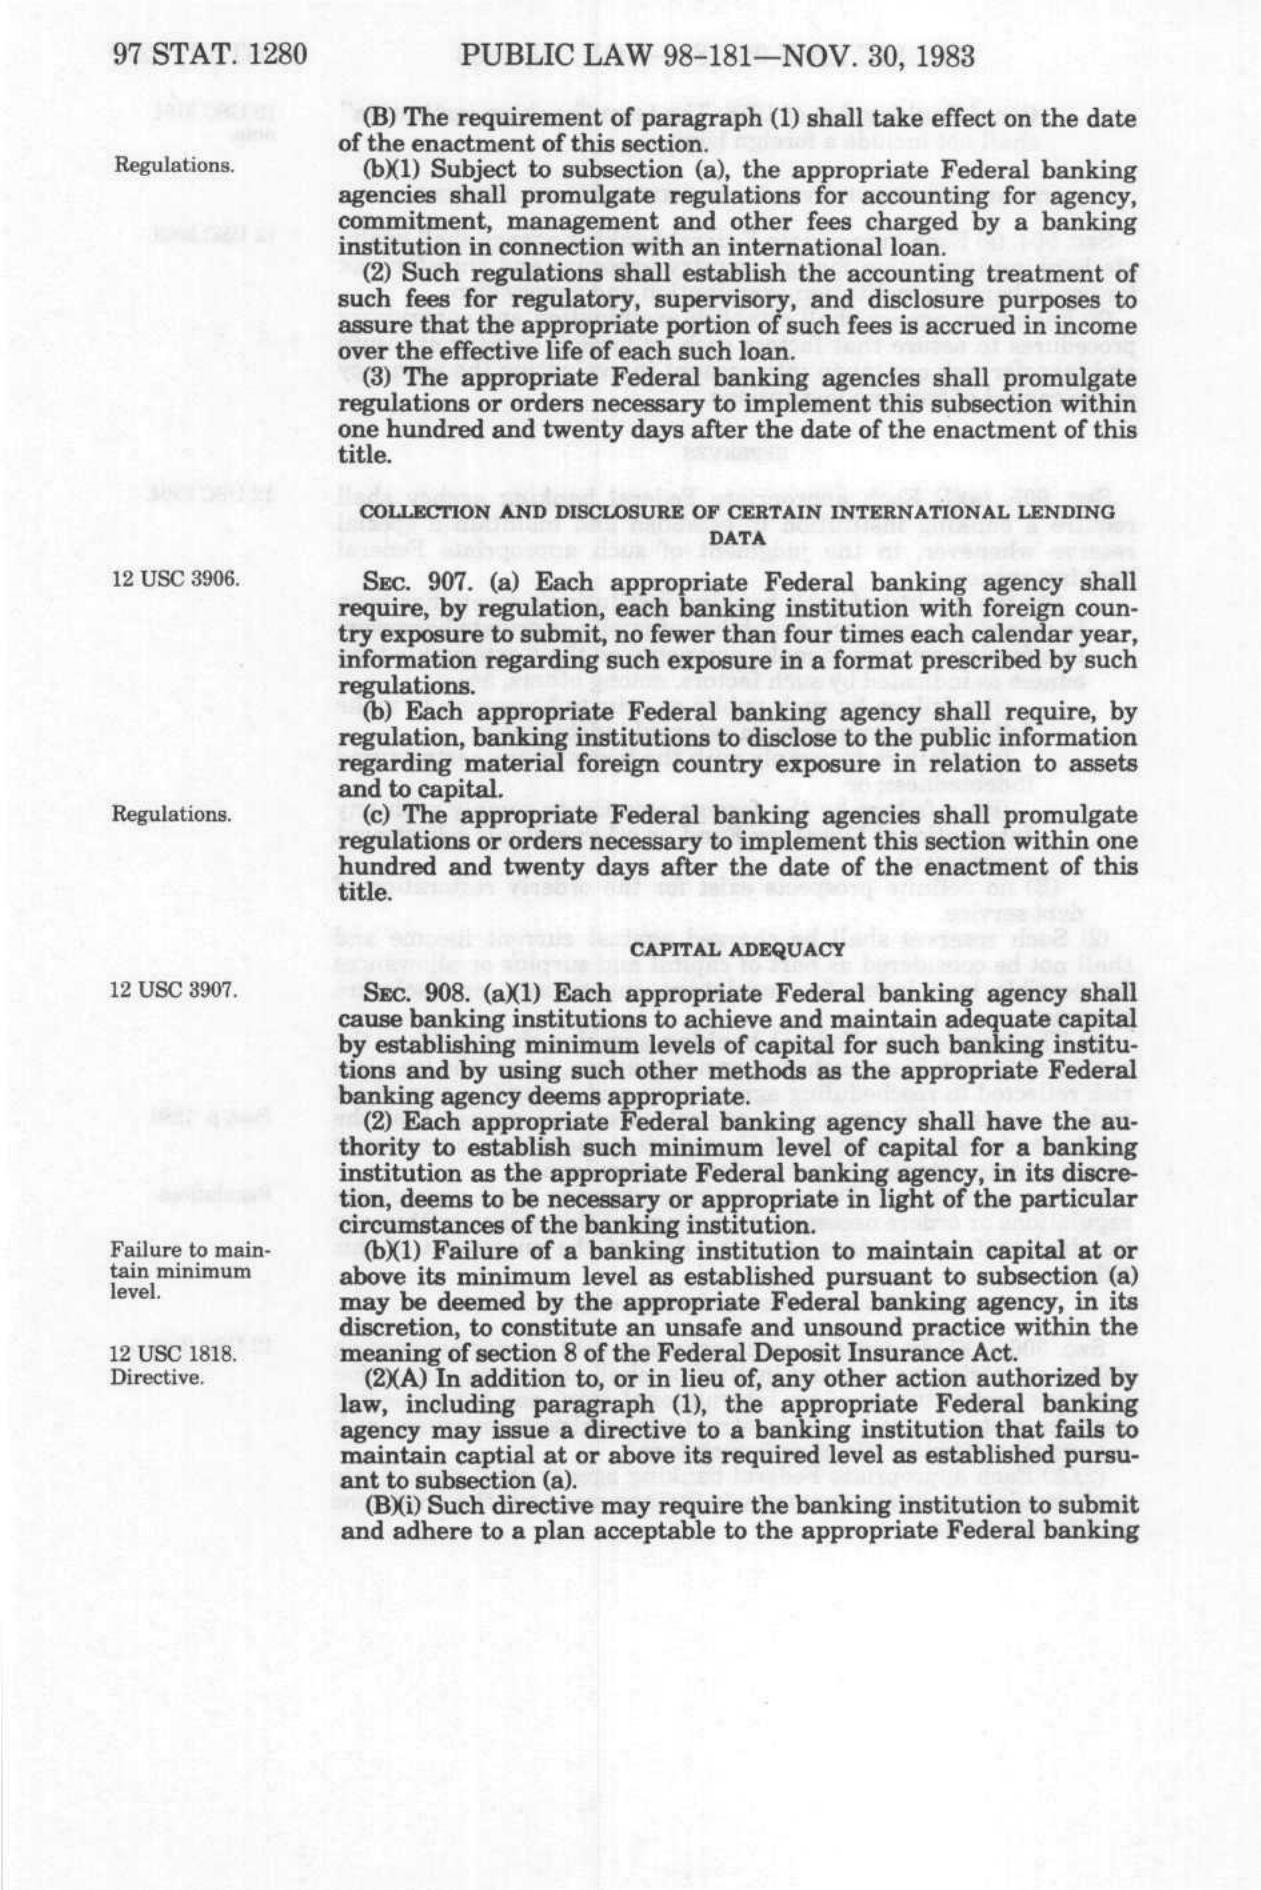 97 STAT. 1280 PUBLIC LAW 98-181—NOV. 30, 1983
(B) The requirement of paragraph (1) shall take effect on the date
of the enactment of this section.
Regulations.
(b)(1) Subject to subsection (a), the appropriate Federal banking
agencies shall promulgate regulations for accounting for agency,
commitment, management and other fees charged by a banking
institution in connection with an international loan.
(2) Such regulations shall establish the accounting treatment of
such fees for regulatory, supervisory, and disclosure purposes to
assure that the appropriate portion of such fees is accrued in income
over the effective life of each such loan.
(3) The appropriate Federal banking agencies shall promulgate
regulations or orders necessary to implement this subsection within
one hundred and twenty days after the date of the enactment of this
title.
COLLECTION AND DISCLOSURE OF CERTAIN INTERNATIONAL LENDING
DATA
12 USC 3906.
SEC. 907. (a) Each appropriate Federal banking agency shall
require, by regulation, each banking institution with foreign coun-
try exposure to submit, no fewer than four times each calendar year,
information regarding such exposure in a format prescribed by such
regulations.
(b) Each appropriate Federal banking agency shall require, by
regulation, banking institutions to disclose to the public information
regarding material foreign country exposure in relation to assets
and to capital.
Regulations.
(c) The appropriate Federal banking agencies shall promulgate
regulations or orders necessary to implement this section within one
hundred and twenty days after the date of the enactment of this
title.
CAPITAL ADEQUACY
12 USC 3907.
SEC. 908. (a)(1) Each appropriate Federal banking agency shall
cause banking institutions to achieve and maintain adequate capital
by establishing minimum levels of capital for such banking institu-
tions and by using such other methods as the appropriate Federal
banking agency deems appropriate.
(2) Each appropriate Federal banking agency shall have the au-
thority to establish such minimum level of capital for a banking
institution as the appropriate Federal banking agency, in its discre-
tion, deems to be necessary or appropriate in light of the particular
circumstances of the banking institution.
Failure to main-
tain minimum
level.
(b)(1) Failure of a banking institution to maintain capital at or
above its minimum level as established pursuant to subsection (a)
may be deemed by the appropriate Federal banking agency, in its
discretion, to constitute an unsafe and unsound practice within the
12 USC 1818.
meaning of section 8 of the Federal Deposit Insurance Act.
Directive.
(2)(A) In addition to, or in lieu of, any other action authorized by
law, including paragraph (1), the appropriate Federal banking
agency may issue a directive to a banking institution that fails to
maintain captial at or above its required level as established pursu-
ant to subsection (a).
(B)(i) Such directive may require the banking institution to submit
and adhere to a plan acceptable to the appropriate Federal banking